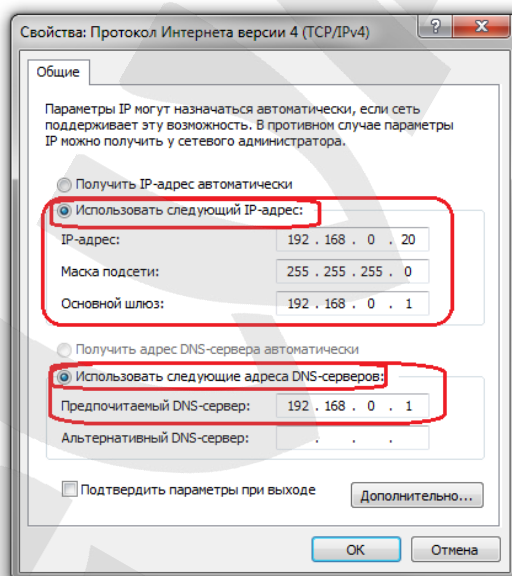 Свойства: Протокол Интернета версии 4 (TCP/IPv4)
Общие
Параметры IP могут назначаться автоматически, если сеть
поддерживает эту возможность. В противном случае параметры
IP можно получить у сетевого администратора.
Получить IP-адрес автоматически
Использовать следующий IP-адрес:
IP-адрес: 192 . 168 . 0 . 20
Маска подсети: 255 . 255 . 255 . 0
Основной шлюз: 192 . 168 . 0 . 1
Получить адрес DNS-сервера автоматически
Использовать следующие адреса DNS-серверов:
Предпочитаемый DNS-сервер: 192 . 168 . 0 . 1
Альтернативный DNS-сервер: . . .
Подтвердить параметры при выходе
Дополнительно...
ОК Отмена